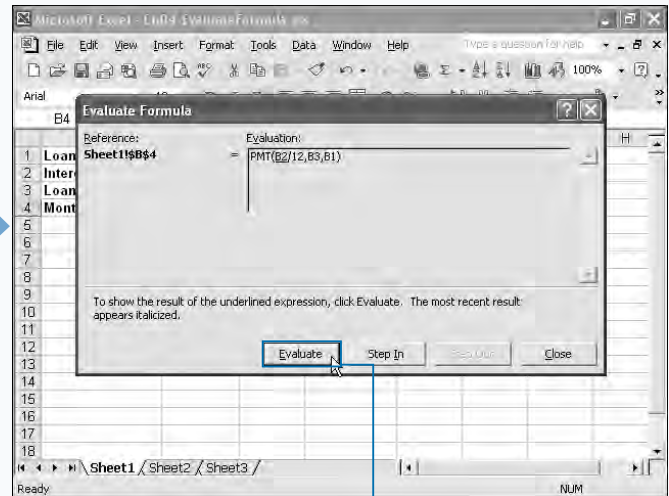 Microsoft Excel - Ch04 EvaluateFormula.xls
File Edit View Insert Format Tools Data Window Help Type a question for help
Σ 100%
Arial
B4
H
Evaluate Formula
Reference: Evaluation:
Sheet1!$B$4 = PMT(B2/12,B3,B1)
To show the result of the underlined expression, click Evaluate. The most recent result
appears italicized.
Evaluate Step In Step Out Close
1 Loan
2 Inter
3 Loan
4 Mont
5
6
7
8
9
10
11
12
13
14
15
16
17
18
Sheet1 Sheet2 Sheet3
Ready NUM